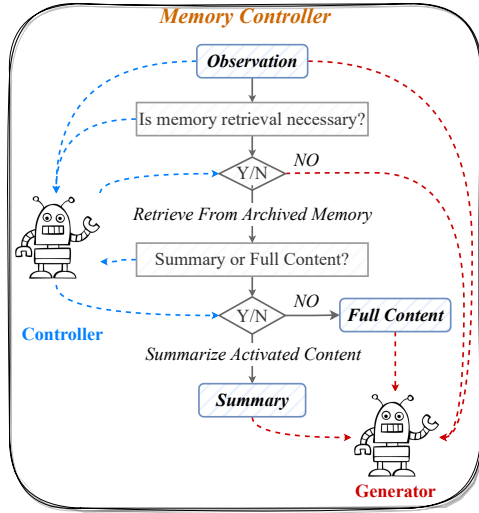 Memory Controller
Observation
Is memory retrieval necessary?
Y/N
NO
Retrieve From Archived Memory
Summary or Full Content?
Y/N
NO
Full Content
Controller
Summarize Activated Content
Summary
Generator